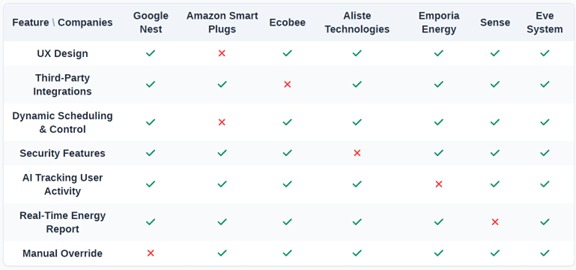 Feature \ Companies Google Nest Amazon Smart Plugs Ecobee Aliste Technologies Emporia Energy Sense Eve System
UX Design ✓ ✗ ✓ ✓ ✓ ✓ ✓
Third-Party Integrations ✓ ✓ ✗ ✓ ✓ ✓ ✓
Dynamic Scheduling & Control ✓ ✗ ✓ ✓ ✓ ✓ ✓
Security Features ✓ ✓ ✓ ✗ ✓ ✓ ✓
AI Tracking User Activity ✓ ✓ ✓ ✓ ✗ ✓ ✓
Real-Time Energy Report ✓ ✓ ✓ ✓ ✓ ✗ ✓
Manual Override ✗ ✓ ✓ ✓ ✓ ✓ ✓